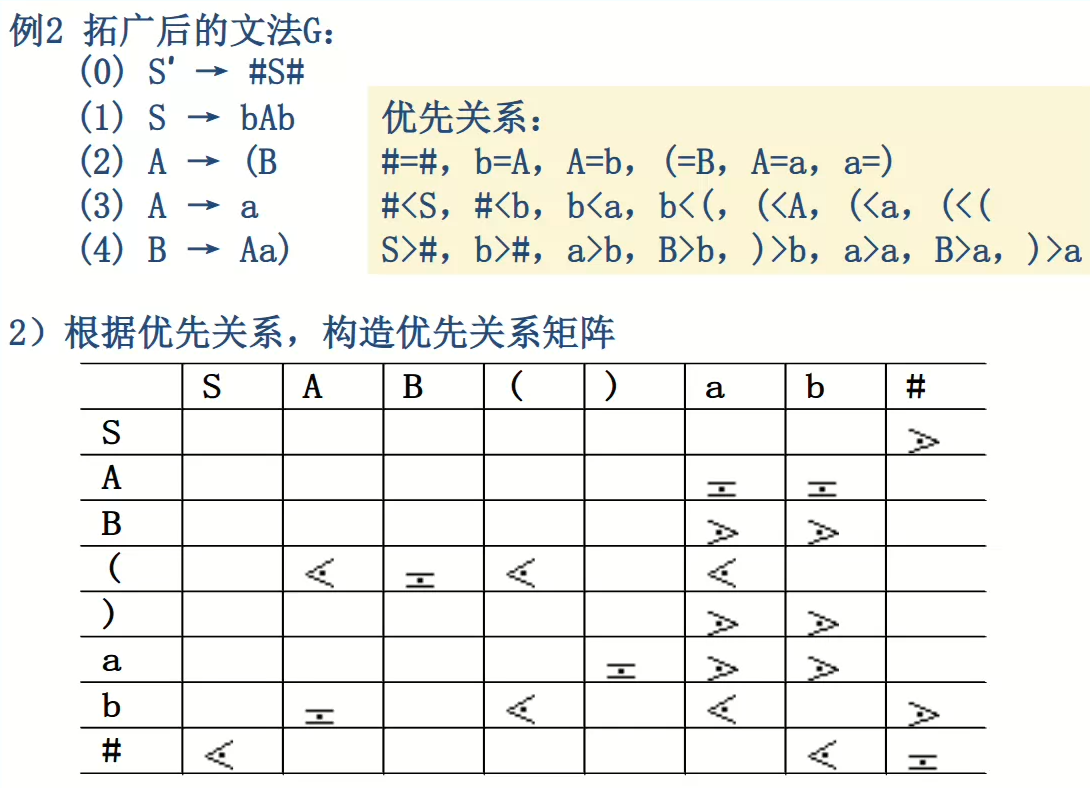 例2 拓广后的文法G:
(0) S' → #S#
(1) S → bAb
(2) A → (B
(3) A → a
(4) B → Aa)
优先关系:
#=#, b=A, A=b, (=B, A=a, a=)
#<S, #<b, b<a, b<(, (<A, (<a, (<(
S>#, b>#, a>b, B>b, )>b, a>a, B>a, )>a
2）根据优先关系，构造优先关系矩阵
S A B ( ) a b #
S ⋗
A ≐ ≐
B ⋗ ⋗
( ⋖ ≐ ⋖ ⋖
) ⋗ ⋗
a ≐ ⋗ ⋗
b ≐ ⋖ ⋖ ⋗
# ⋖ ⋖ ≐